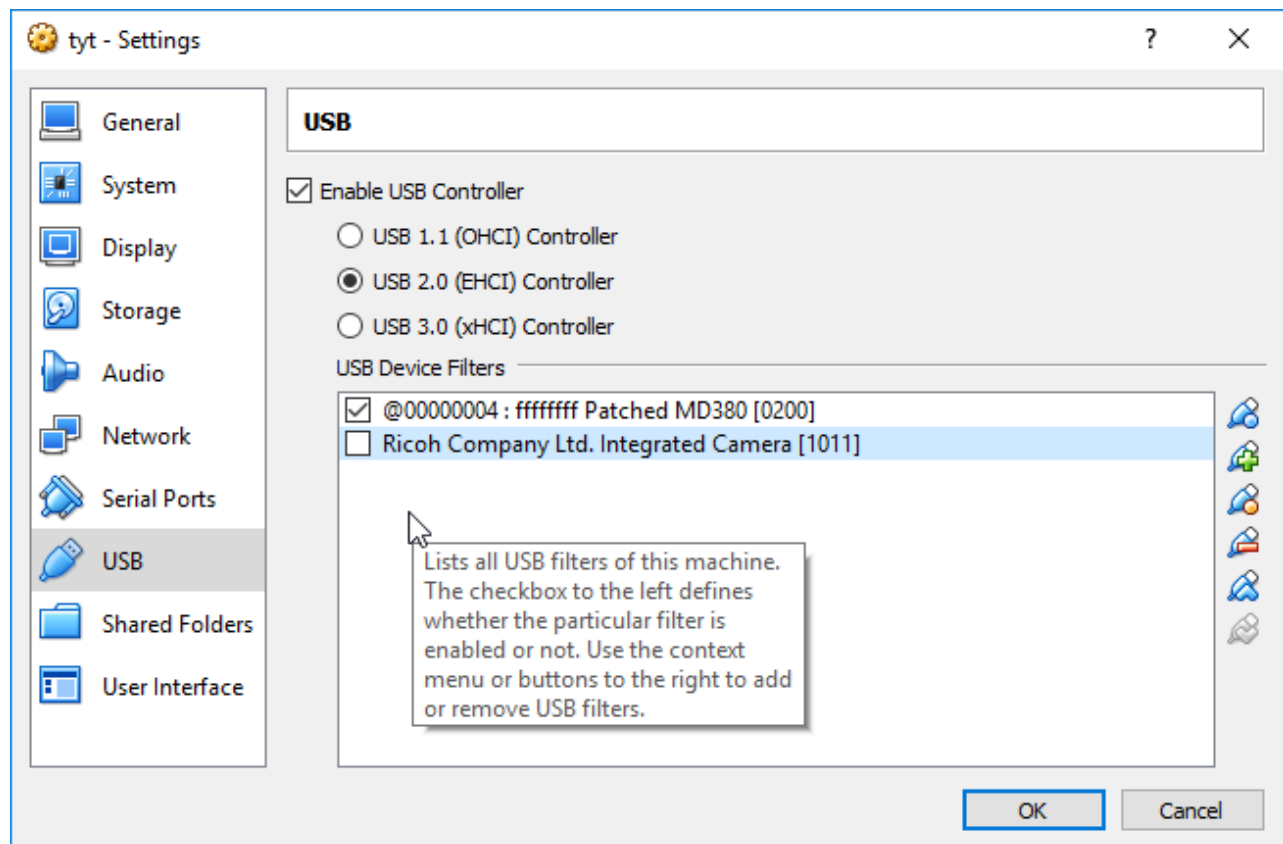 tyt - Settings
?
General
System
Display
Storage
Audio
Network
Serial Ports
USB
Shared Folders
User Interface
USB
Enable USB Controller
USB 1.1 (OHCI) Controller
USB 2.0 (EHCI) Controller
USB 3.0 (xHCI) Controller
USB Device Filters
@00000004 : ffffffff Patched MD380 [0200]
Ricoh Company Ltd. Integrated Camera [1011]
Lists all USB filters of this machine.
The checkbox to the left defines
whether the particular filter is
enabled or not. Use the context
menu or buttons to the right to add
or remove USB filters.
OK
Cancel